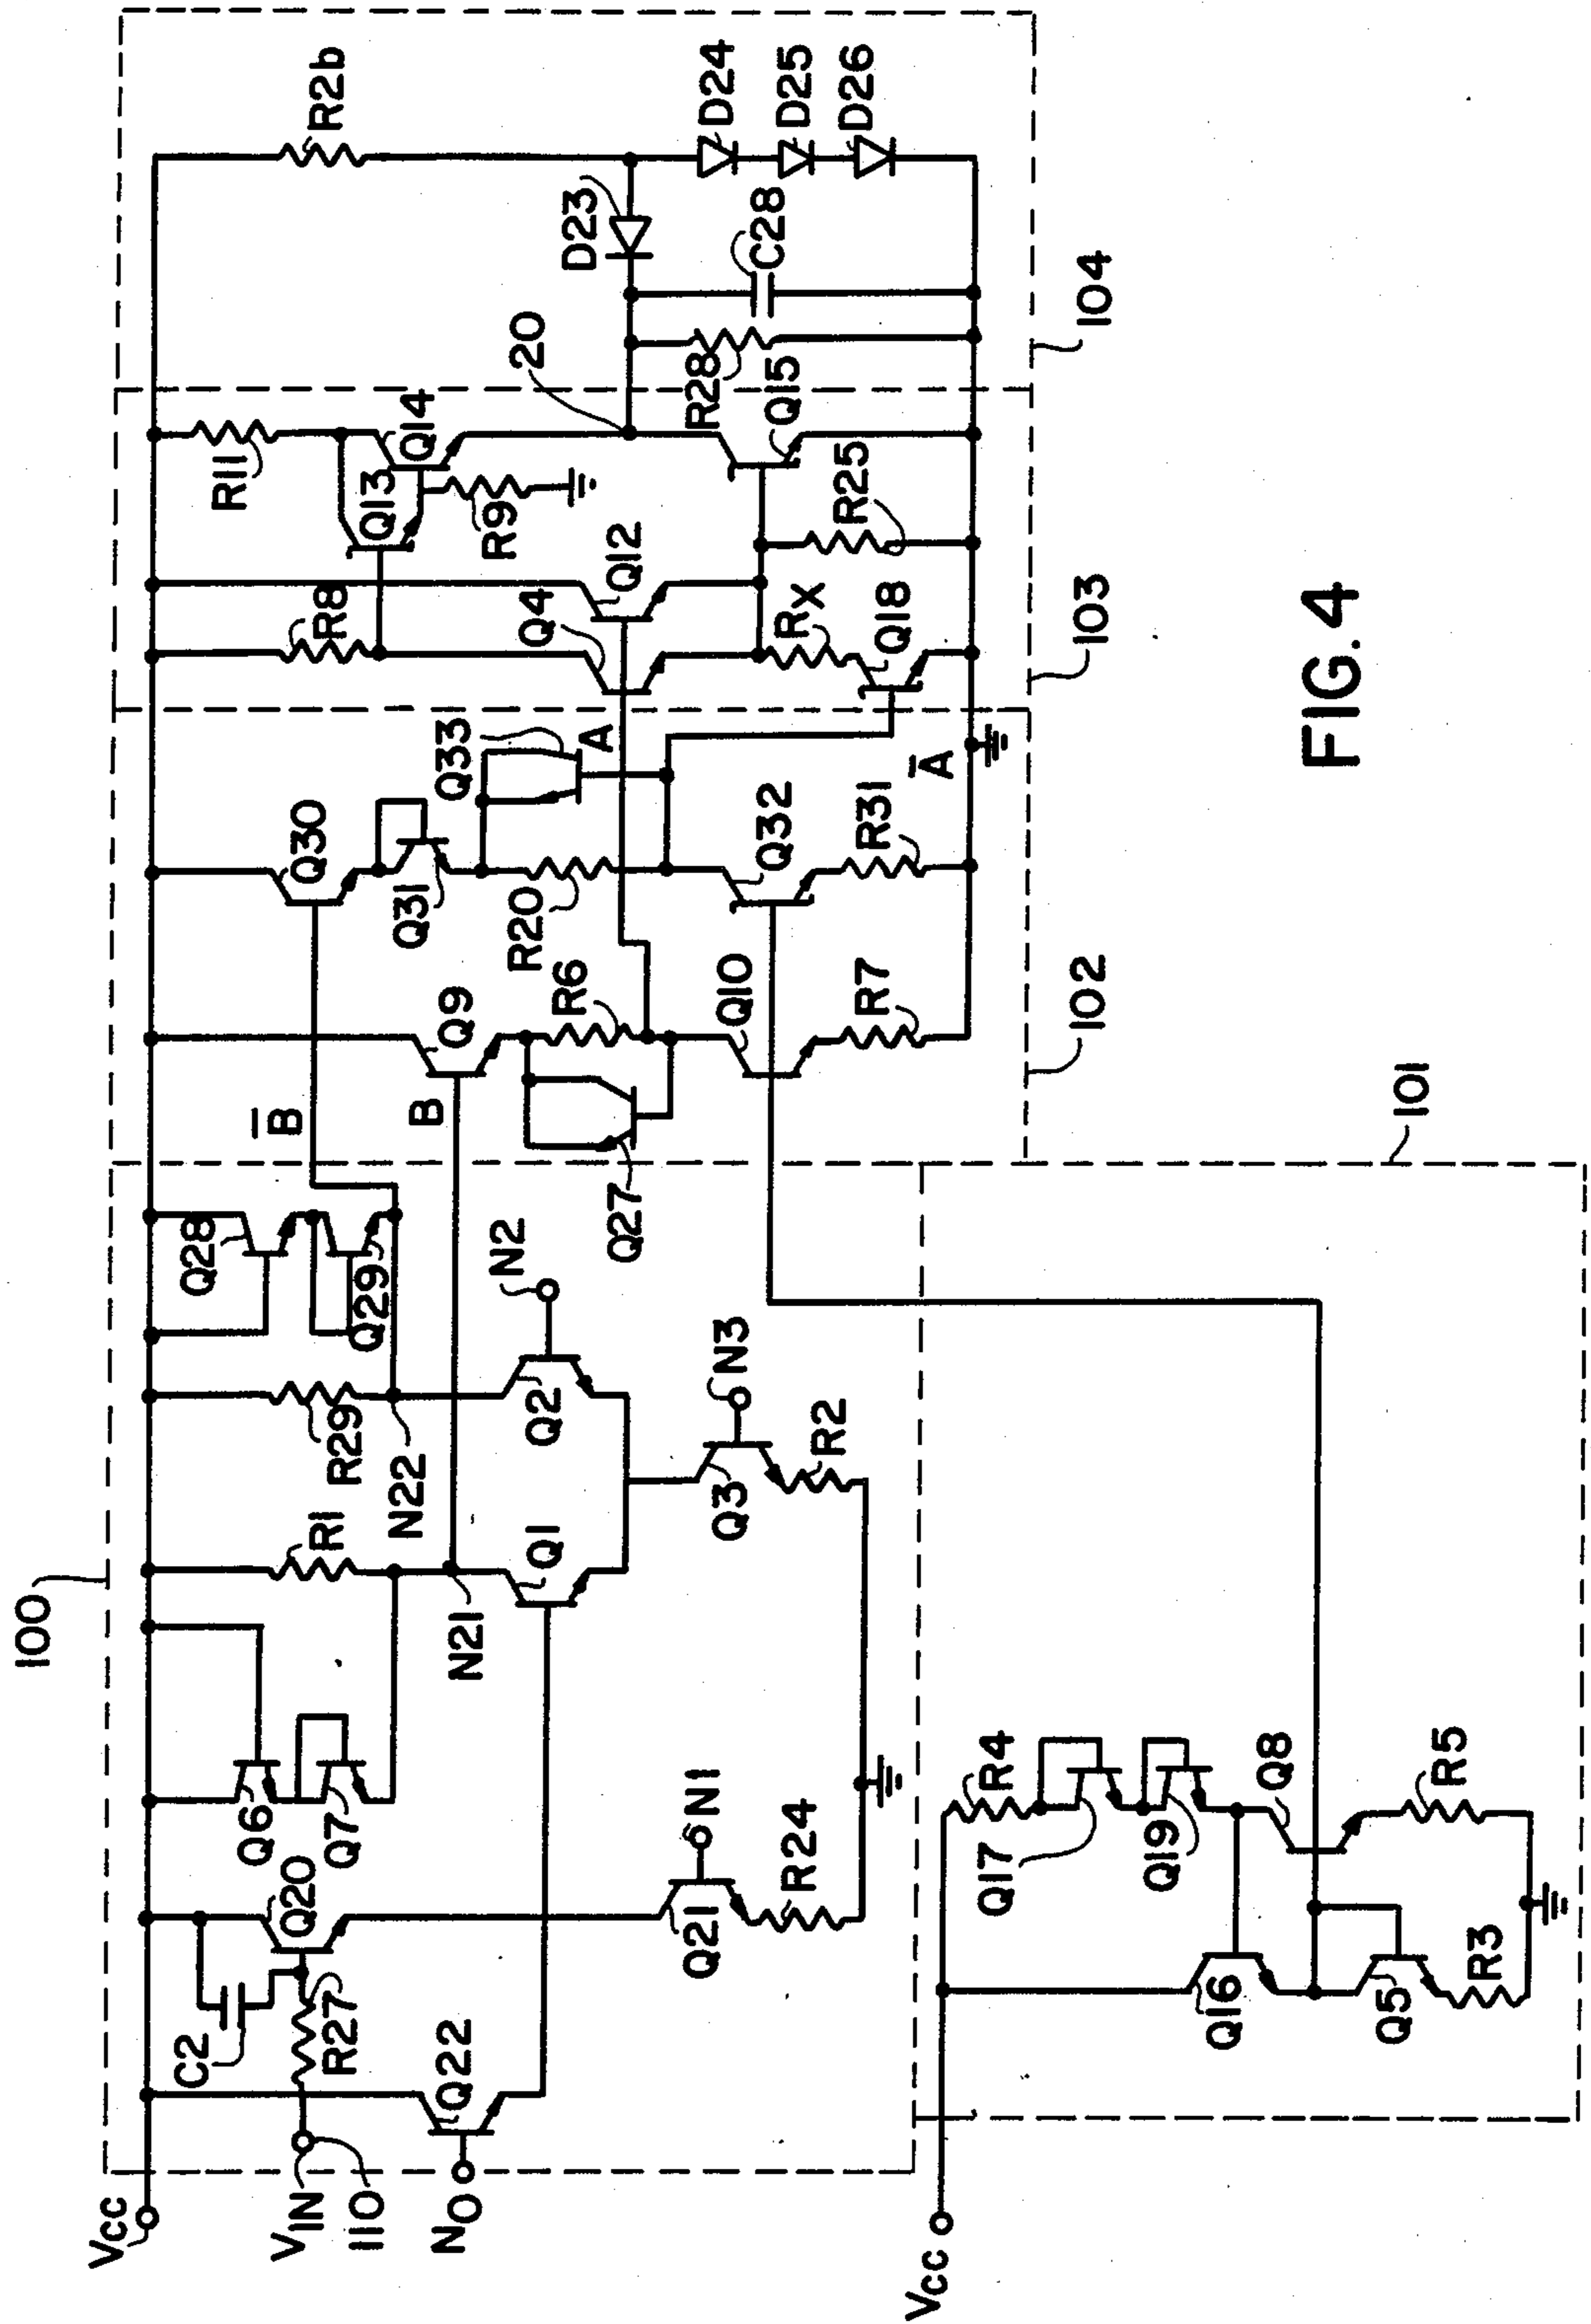 100
Vcc
VIN
110
N0
C2
R27
Q22
Q20
Q21
N1
R24
Q6
Q7
N21
R1
Q1
N22
R29
Q2
N2
Q3
N3
R2
Q28
Q29
B̅
B
Q27
Q9
R6
Q10
R7
Q30
Q31
R20
Q33
A
Q32
R31
A̅
102
R8
Q4
Q12
RX
Q18
R11
Q13
Q14
R9
R25
Q15
20
103
R28
C28
D23
R2b
D24
D25
D26
104
101
Vcc
Q16
Q5
R3
Q17
R4
Q19
Q8
R5
FIG. 4